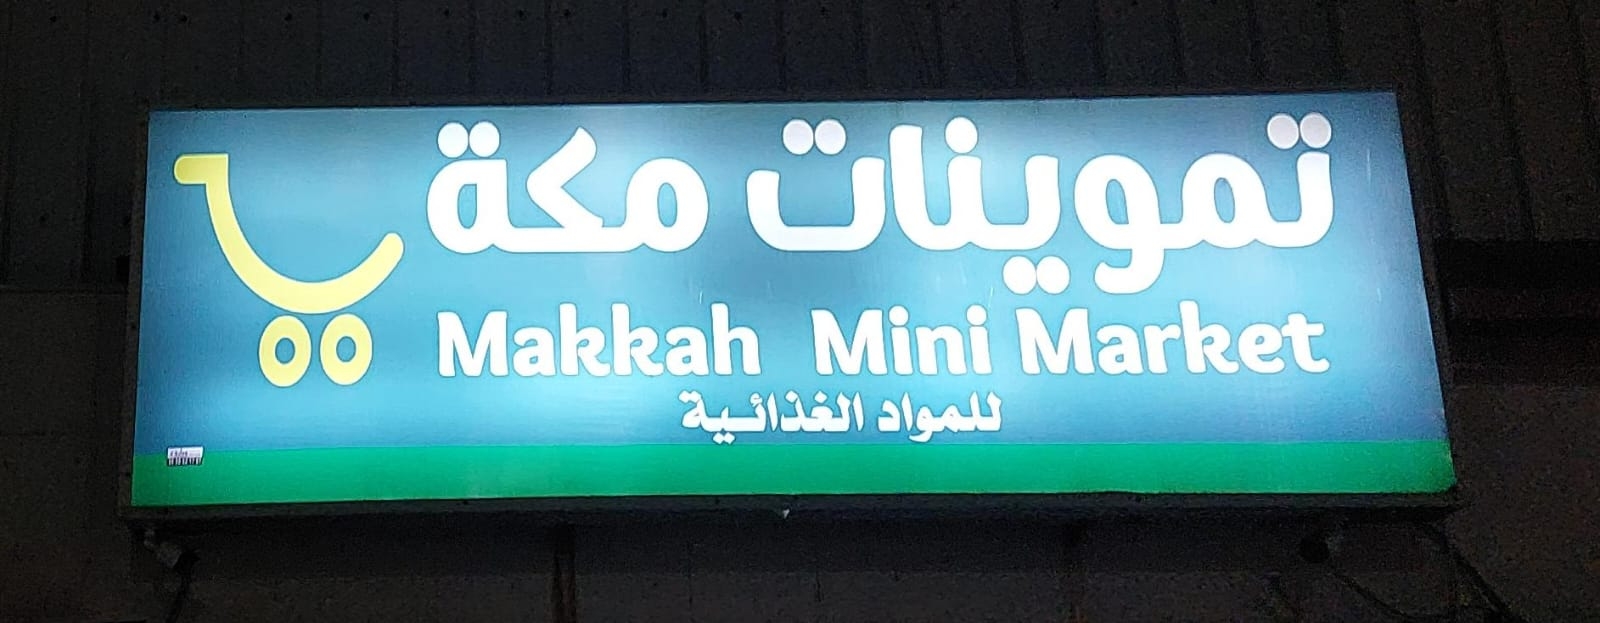 تموينات مكة
Makkah Mini Market
للمواد الغذائية